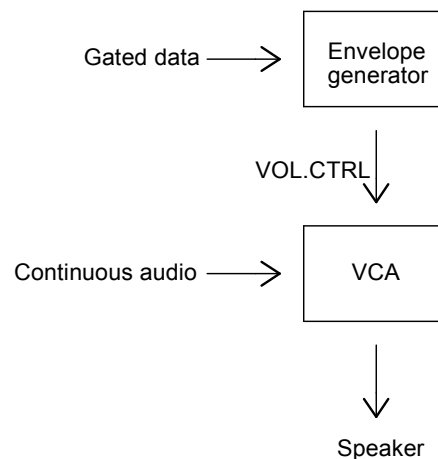 Gated data
Envelope
generator
VOL.CTRL
Continuous audio
VCA
Speaker